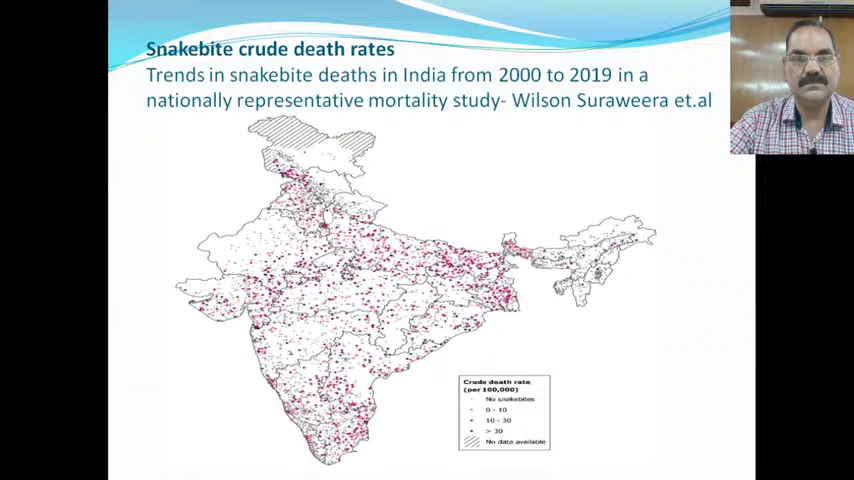 Snakebite crude death rates
Trends in snakebite deaths in India from 2000 to 2019 in a
nationally representative mortality study- Wilson Suraweera et.al
Crude death rate
(per 100,000)
No snakebites
0 - 10
10 - 30
> 30
No data available